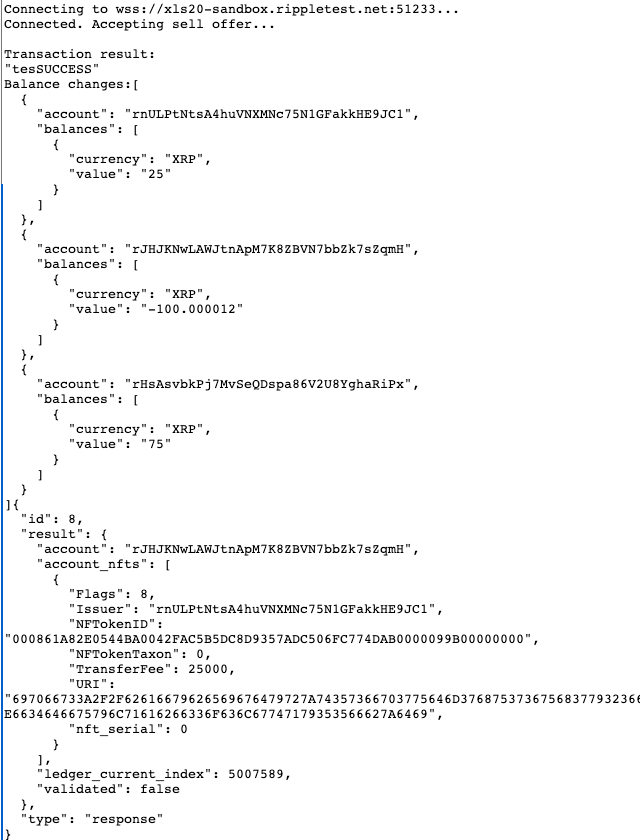 Connecting to wss://xls20-sandbox.rippletest.net:51233...
Connected. Accepting sell offer...
Transaction result:
"tesSUCCESS"
Balance changes:[
{
"account": "rnULPtNtsA4huVNXMNc75N1GFakkHE9JC1",
"balances": [
{
"currency": "XRP",
"value": "25"
}
]
},
{
"account": "rJHJKNwLAWJtnApM7K8ZBVN7bbZk7sZqmH",
"balances": [
{
"currency": "XRP",
"value": "-100.000012"
}
]
},
{
"account": "rHsAsvbkPj7MvSeQDspa86V2U8YghaRiPx",
"balances": [
{
"currency": "XRP",
"value": "75"
}
]
}
]{
"id": 8,
"result": {
"account": "rJHJKNwLAWJtnApM7K8ZBVN7bbZk7sZqmH",
"account_nfts": [
{
"Flags": 8,
"Issuer": "rnULPtNtsA4huVNXMNc75N1GFakkHE9JC1",
"NFTokenID":
"000861A82E0544BA0042FAC5B5DC8D9357ADC506FC774DAB0000099B00000000",
"NFTokenTaxon": 0,
"TransferFee": 25000,
"URI":
"697066733A2F2F62616679626569676479727A74357366703775646D37687537367568377932366
E6634646675796C71616266336F636C67747179353566627A6469",
"nft_serial": 0
}
],
"ledger_current_index": 5007589,
"validated": false
},
"type": "response"
}